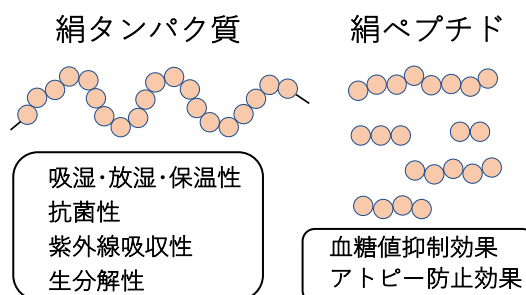 絹タンパク質
絹ペプチド
吸湿･放湿･保温性
抗菌性
紫外線吸収性
生分解性
血糖値抑制効果
アトピー防止効果